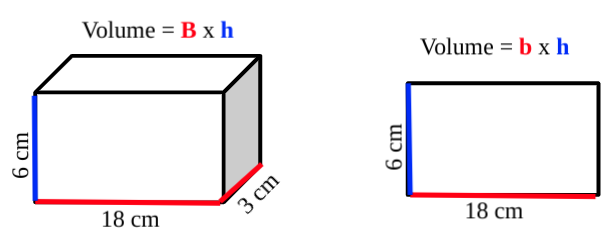 Volume = B x h
6 cm
18 cm
3 cm
Volume = b x h
6 cm
18 cm